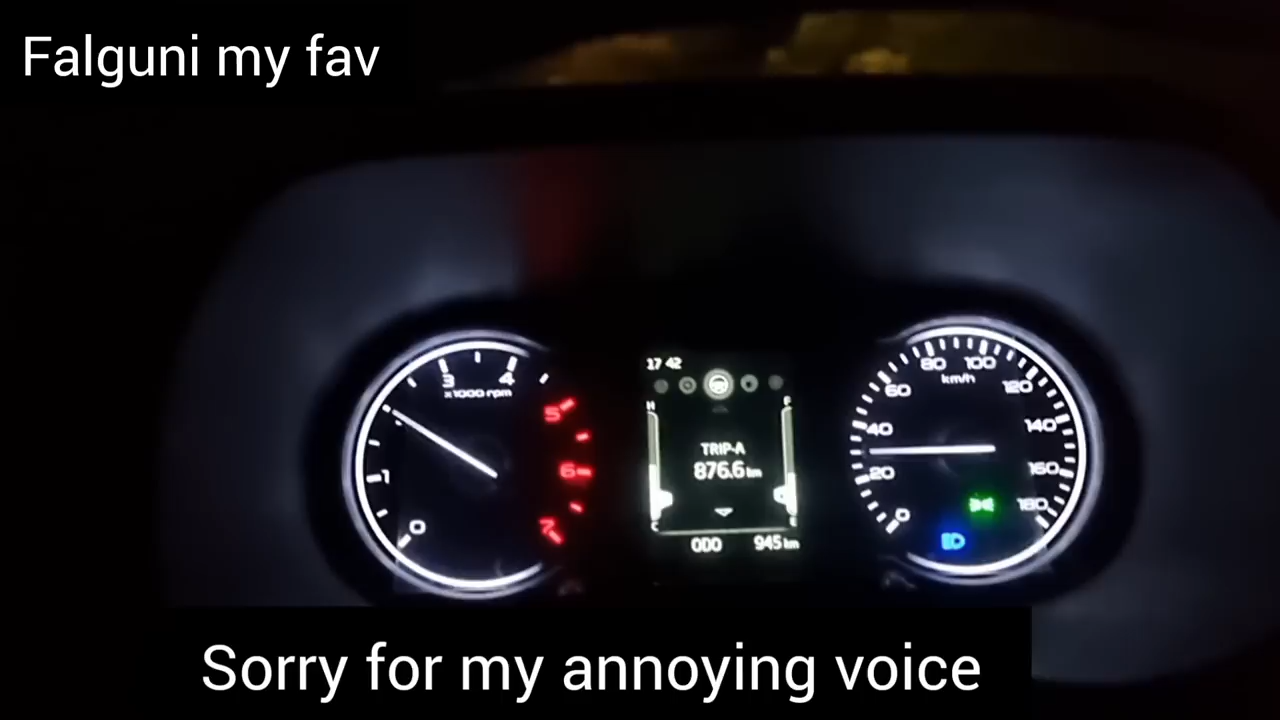 Falguni my fav
17 42
3 4
x1000 rpm
5
1
6
0
7
H F
TRIP-A
876.6 km
C E
ODO 945 km
80 100
km/h
60 120
40 140
20 160
0 180
Sorry for my annoying voice